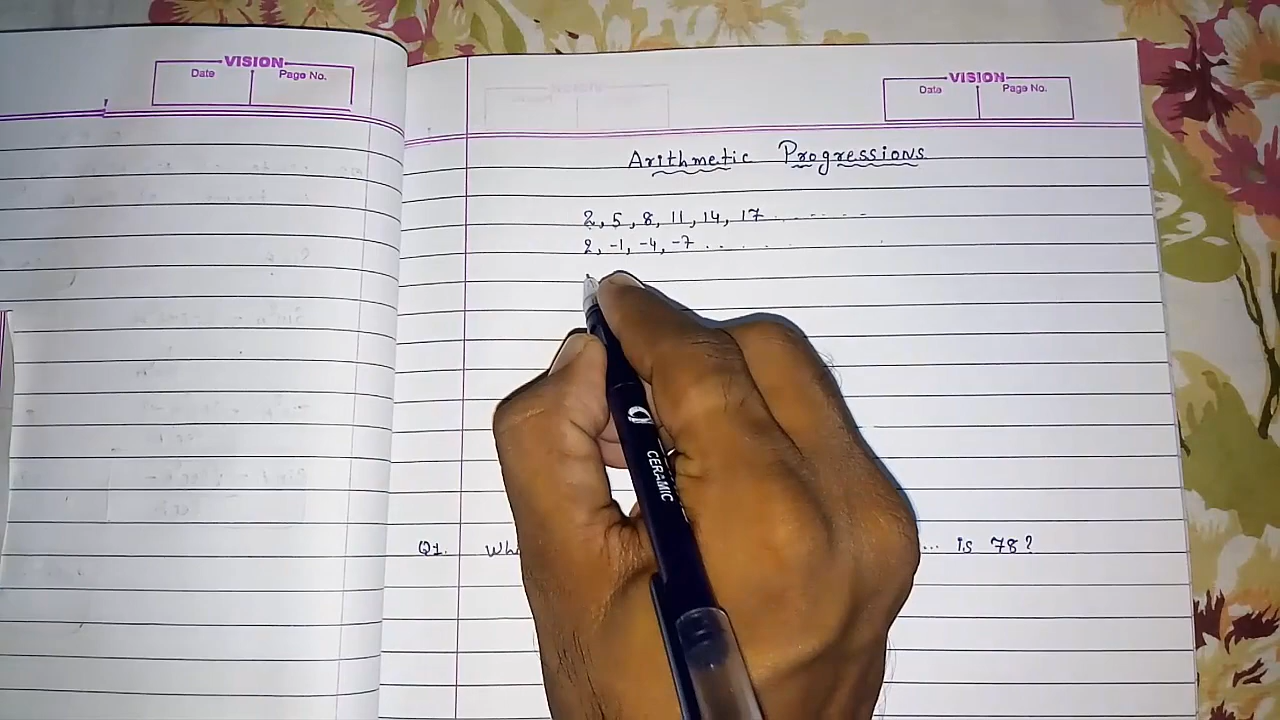 VISION
Date Page No.
VISION
Date Page No.
Arithmetic Progressions
2, 5, 8, 11, 14, 17 . . . . . . .
2, -1, -4, -7 . . . . .
CERAMIC
Q1. ... is 78?